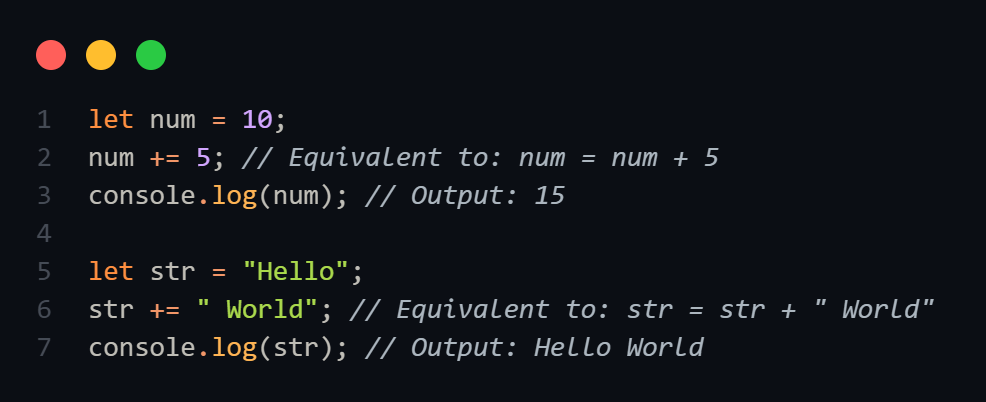 1 let num = 10;
2 num += 5; // Equivalent to: num = num + 5
3 console.log(num); // Output: 15
4
5 let str = "Hello";
6 str += " World"; // Equivalent to: str = str + " World"
7 console.log(str); // Output: Hello World